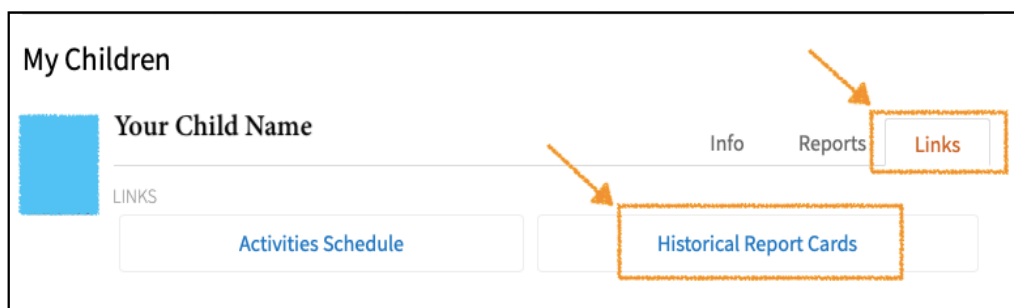 My Children
Your Child Name
Info Reports Links
LINKS
Activities Schedule Historical Report Cards